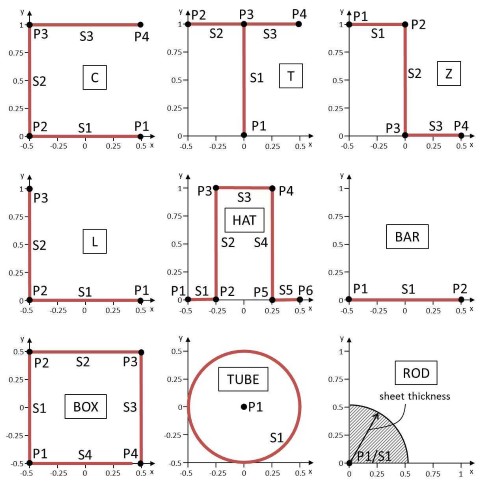 y
1
P3 S3 P4
0.75
S2 C
0.5
0.25
P2 S1 P1
0
-0.5 -0.25 0 0.25 0.5 x
y
P2 P3 P4
1
S2 S3
0.75
S1 T
0.5
0.25
P1
0
-0.5 -0.25 0 0.25 0.5 x
y
P1 P2
1
S1
0.75
S2 Z
0.5
0.25
P3 S3 P4
0
-0.5 -0.25 0 0.25 0.5 x
y
1
P3
0.75
S2 L
0.5
0.25
P2 S1 P1
0
-0.5 -0.25 0 0.25 0.5 x
y
1
P3 P4
S3
0.75
HAT
S2 S4
0.5
0.25
P1 S1 P2 P5 S5 P6
0
-0.5 -0.25 0 0.25 0.5 x
y
1
0.75
BAR
0.5
0.25
P1 S1 P2
0
-0.5 -0.25 0 0.25 0.5 x
y
0.5
P2 S2 P3
0.25
S1 BOX S3
0
-0.25
P1 S4 P4
-0.5
-0.5 -0.25 0 0.25 0.5 x
y
0.5
TUBE
0.25
P1
0
S1
-0.25
-0.5
-0.5 -0.25 0 0.25 0.5 x
y
1
ROD
0.75
sheet thickness
0.5
0.25
P1/S1
0
0 0.25 0.5 1 x